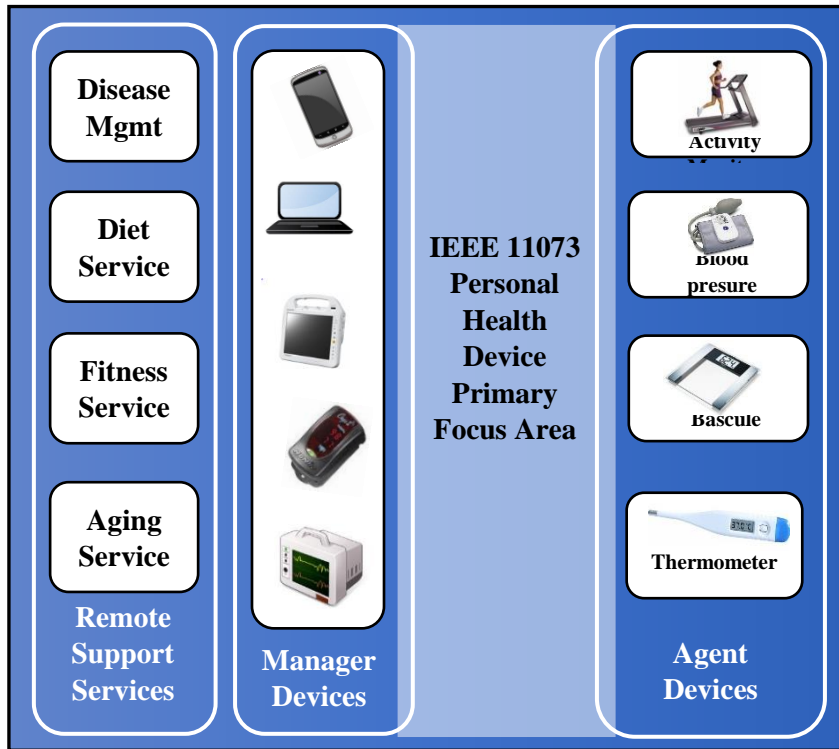 Disease
Mgmt
Diet
Service
Fitness
Service
Aging
Service
Remote
Support
Services
Manager
Devices
IEEE 11073
Personal
Health
Device
Primary
Focus Area
Activity
Blood
presure
Bascule
Thermometer
Agent
Devices